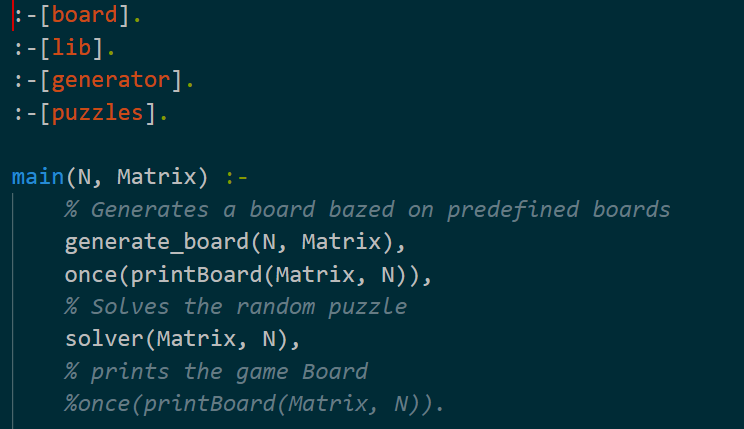 :-[board].
:-[lib].
:-[generator].
:-[puzzles].
main(N, Matrix) :-
% Generates a board bazed on predefined boards
generate_board(N, Matrix),
once(printBoard(Matrix, N)),
% Solves the random puzzle
solver(Matrix, N),
% prints the game Board
%once(printBoard(Matrix, N)).